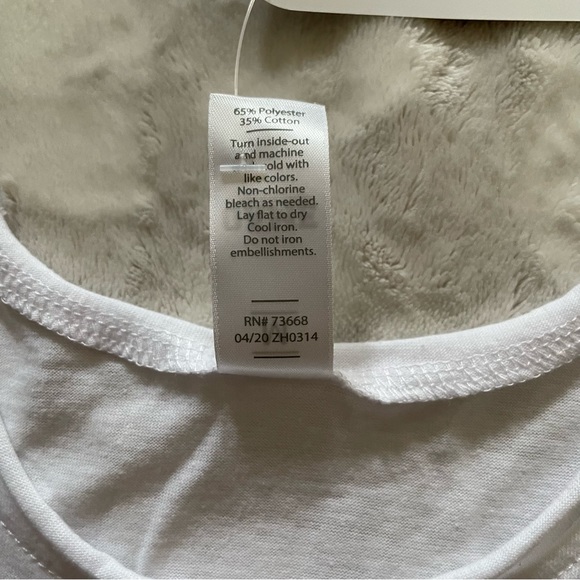 65% Polyester
35% Cotton
Turn inside-out
and machine
cold with
like colors.
Non-chlorine
bleach as needed.
Lay flat to dry
Cool iron.
Do not iron
embellishments.
RN# 73668
04/20 ZH0314